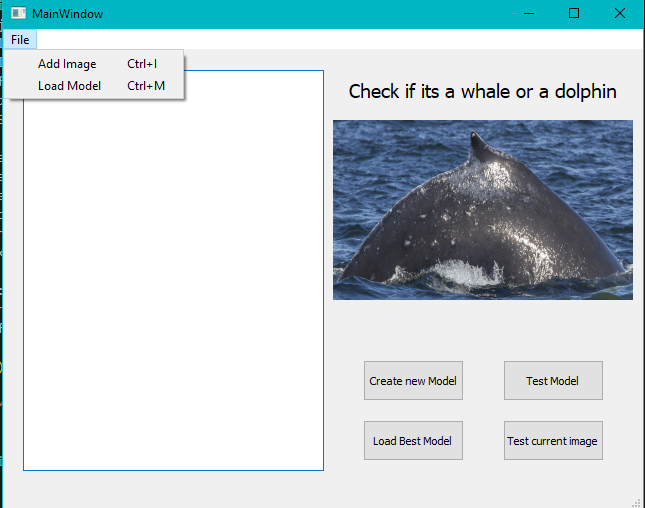 MainWindow
File
Add Image Ctrl+I
Load Model Ctrl+M
Check if its a whale or a dolphin
Create new Model
Test Model
Load Best Model
Test current image